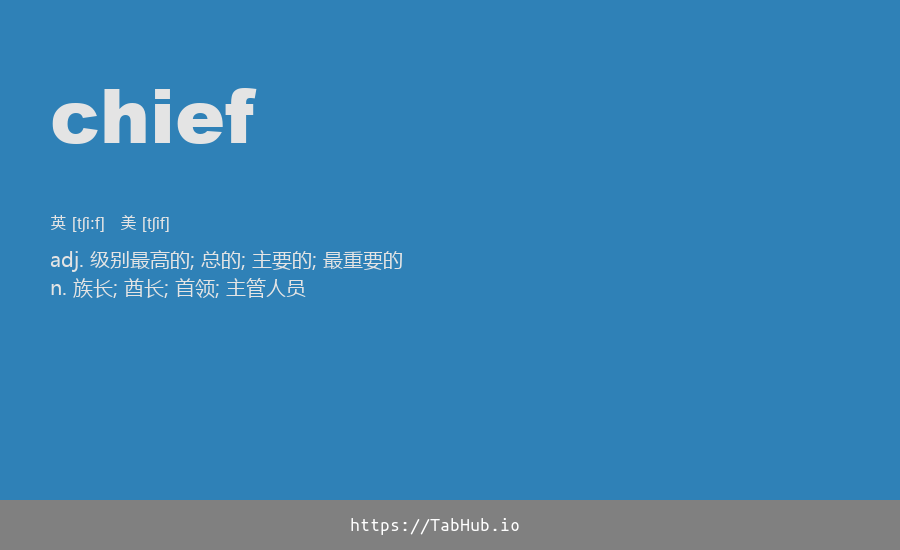 chief
英 [tʃiːf] 美 [tʃif]
adj. 级别最高的; 总的; 主要的; 最重要的
n. 族长; 酋长; 首领; 主管人员
https://TabHub.io